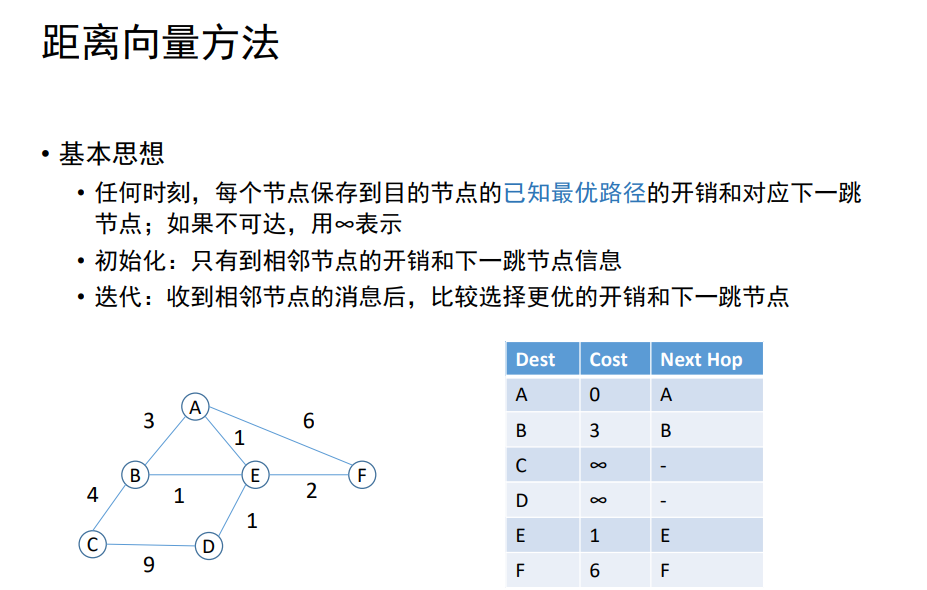 距离向量方法
• 基本思想
• 任何时刻，每个节点保存到目的节点的已知最优路径的开销和对应下一跳
节点；如果不可达，用∞表示
• 初始化：只有到相邻节点的开销和下一跳节点信息
• 迭代：收到相邻节点的消息后，比较选择更优的开销和下一跳节点
A
3
6
1
B
E
F
4
1
2
1
C
D
9
Dest Cost Next Hop
A 0 A
B 3 B
C ∞ -
D ∞ -
E 1 E
F 6 F